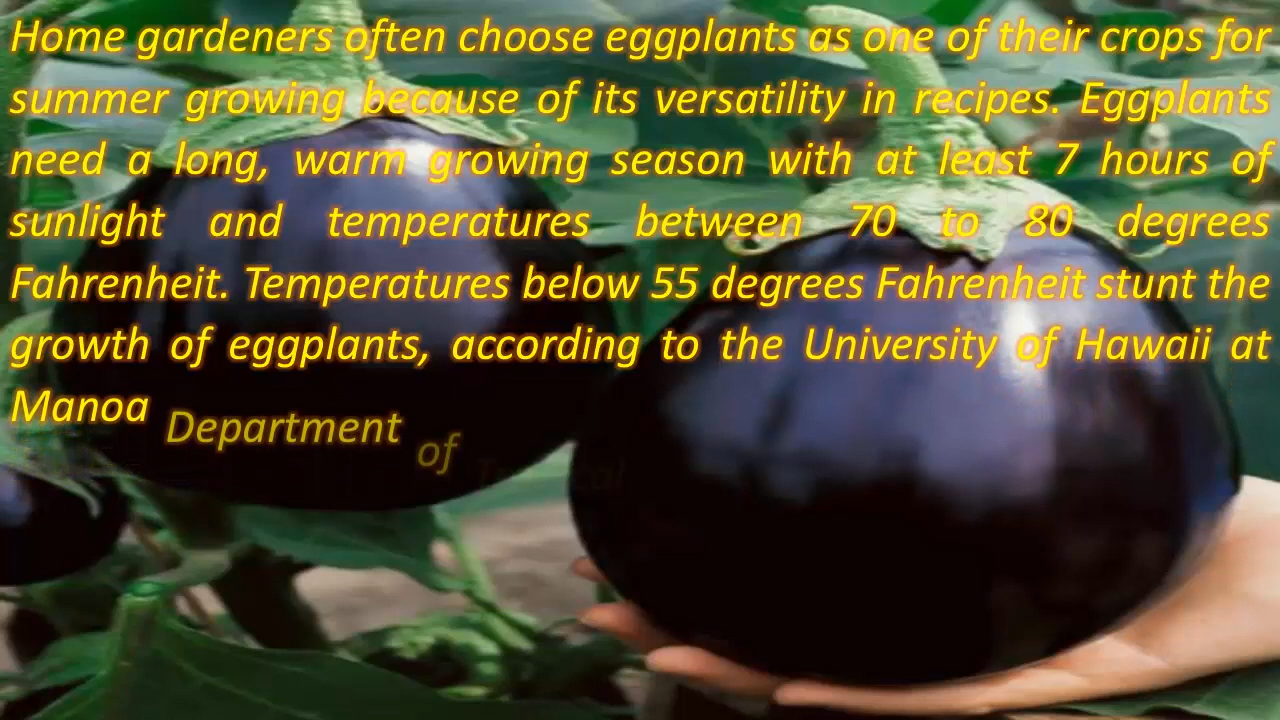 Home gardeners often choose eggplants as one of their crops for
summer growing because of its versatility in recipes. Eggplants
need a long, warm growing season with at least 7 hours of
sunlight and temperatures between 70 to 80 degrees
Fahrenheit. Temperatures below 55 degrees Fahrenheit stunt the
growth of eggplants, according to the University of Hawaii at
Manoa Department of